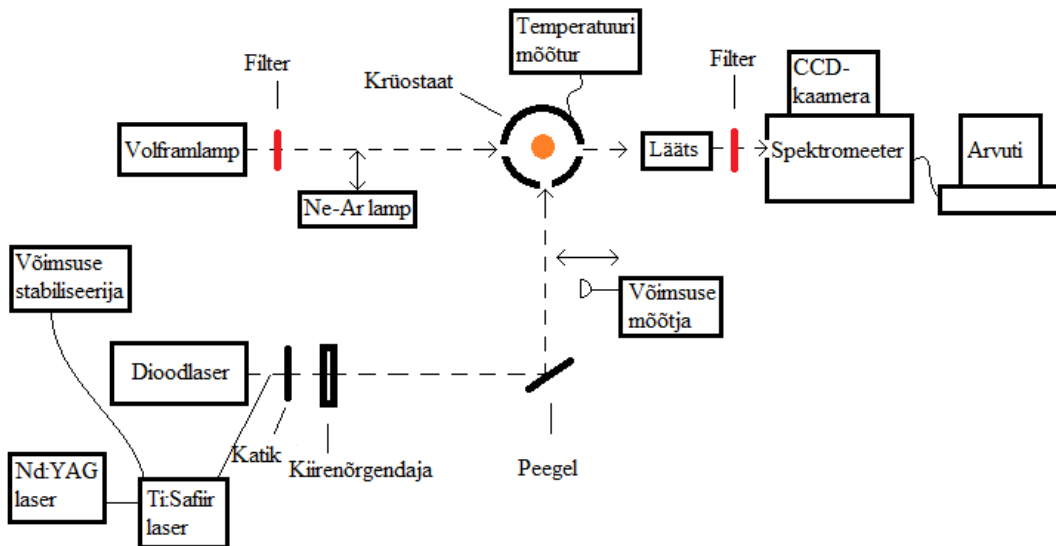 Temperatuuri
mõõtur
Filter
Krüostaat
Filter
CCD-
kaamera
Volframlamp
Lääts
Spektromeeter
Arvuti
Ne-Ar lamp
Võimsuse
stabiliseerija
Võimsuse
mõõtja
Dioodlaser
Katik
Kiirenõrgendaja
Peegel
Nd:YAG
laser
Ti:Safiir
laser